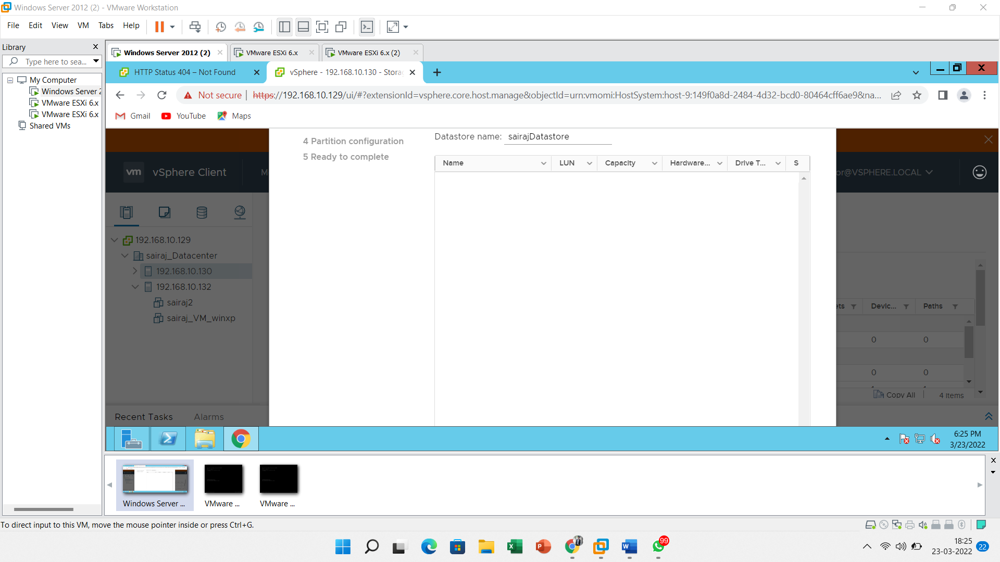 Windows Server 2012 (2) - VMware Workstation
File Edit View VM Tabs Help
Library
Type here to sea...
My Computer
Windows Server 2
VMware ESXi 6.x
VMware ESXi 6.x
Shared VMs
Windows Server 2012 (2) VMware ESXi 6.x VMware ESXi 6.x (2)
HTTP Status 404 – Not Found vSphere - 192.168.10.130 - Stora
Not secure https://192.168.10.129/ui/#?extensionId=vsphere.core.host.manage&objectId=urn:vmomi:HostSystem:host-9:149f0a8d-2484-4d32-bcd0-80464cff6ae9&na...
Gmail YouTube Maps
4 Partition configuration
5 Ready to complete
Datastore name: sairajDatastore
Name LUN Capacity Hardware... Drive T... S
vm vSphere Client M
or@VSPHERE.LOCAL
192.168.10.129
sairaj_Datacenter
192.168.10.130
192.168.10.132
sairaj2
sairaj_VM_winxp
ets Devic... Paths
0 0
0 0
Copy All 4 items
Recent Tasks Alarms
6:25 PM
3/23/2022
Windows Server ... VMware ... VMware ...
To direct input to this VM, move the mouse pointer inside or press Ctrl+G.
99
18:25
23-03-2022
22